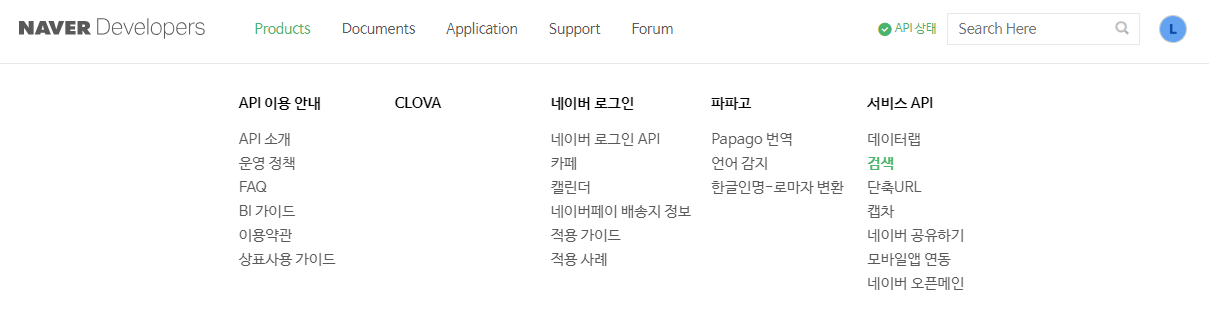 NAVER Developers
Products
Documents
Application
Support
Forum
API 상태
Search Here
L
API 이용 안내
API 소개
운영 정책
FAQ
BI 가이드
이용약관
상표사용 가이드
CLOVA
네이버 로그인
네이버 로그인 API
카페
캘린더
네이버페이 배송지 정보
적용 가이드
적용 사례
파파고
Papago 번역
언어 감지
한글인명-로마자 변환
서비스 API
데이터랩
검색
단축URL
캡차
네이버 공유하기
모바일앱 연동
네이버 오픈메인